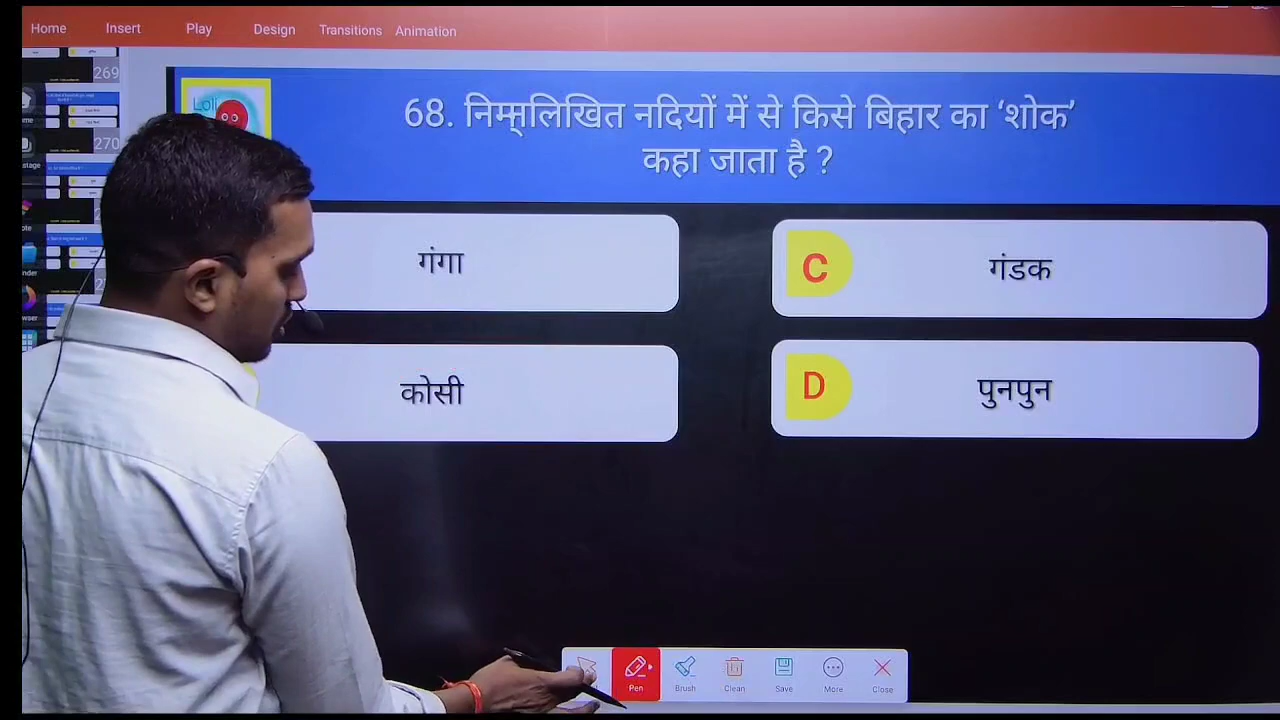 Home Insert Play Design Transitions Animation
269
270
68. निम्म्नलिखित नदियों में से किसे बिहार का ‘शोक’
कहा जाता है ?
गंगा
C गंडक
कोसी
D पुनपुन
Pen Brush Clean Save More Close